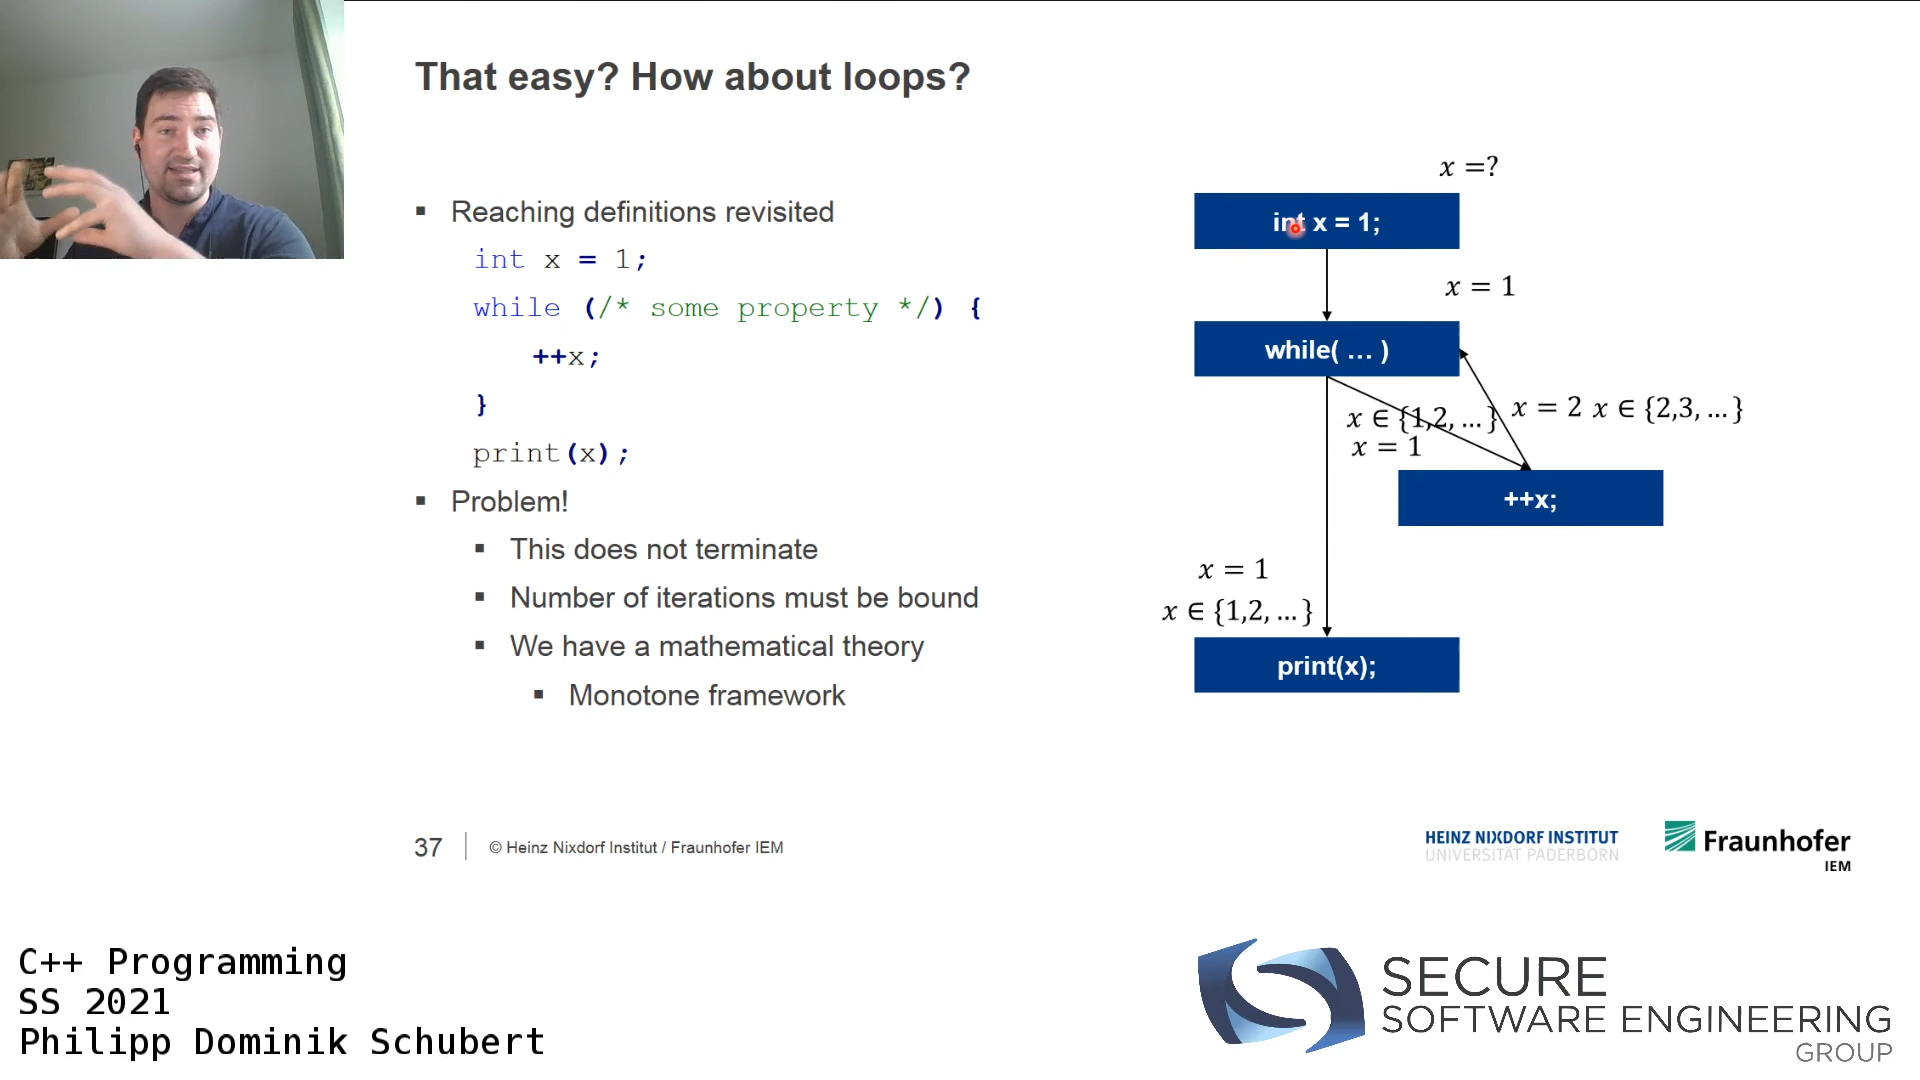 That easy? How about loops?
▪ Reaching definitions revisited
int x = 1;
while (/* some property */) {
++x;
}
print(x);
▪ Problem!
▪ This does not terminate
▪ Number of iterations must be bound
▪ We have a mathematical theory
▪ Monotone framework
x =?
int x = 1;
x = 1
while( … )
x ∈ {1,2, … }
x = 1
x = 2 x ∈ {2,3, … }
++x;
x = 1
x ∈ {1,2, … }
print(x);
37
© Heinz Nixdorf Institut / Fraunhofer IEM
HEINZ NIXDORF INSTITUT
UNIVERSITÄT PADERBORN
Fraunhofer
IEM
C++ Programming
SS 2021
Philipp Dominik Schubert
SECURE
SOFTWARE ENGINEERING
GROUP